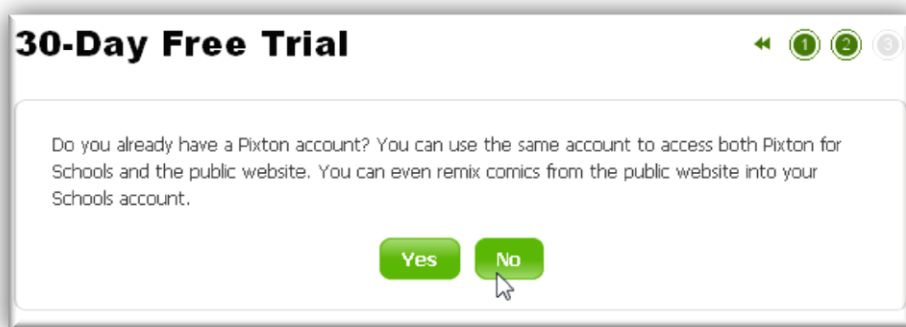 30-Day Free Trial
1 2 3
Do you already have a Pixton account? You can use the same account to access both Pixton for
Schools and the public website. You can even remix comics from the public website into your
Schools account.
Yes No